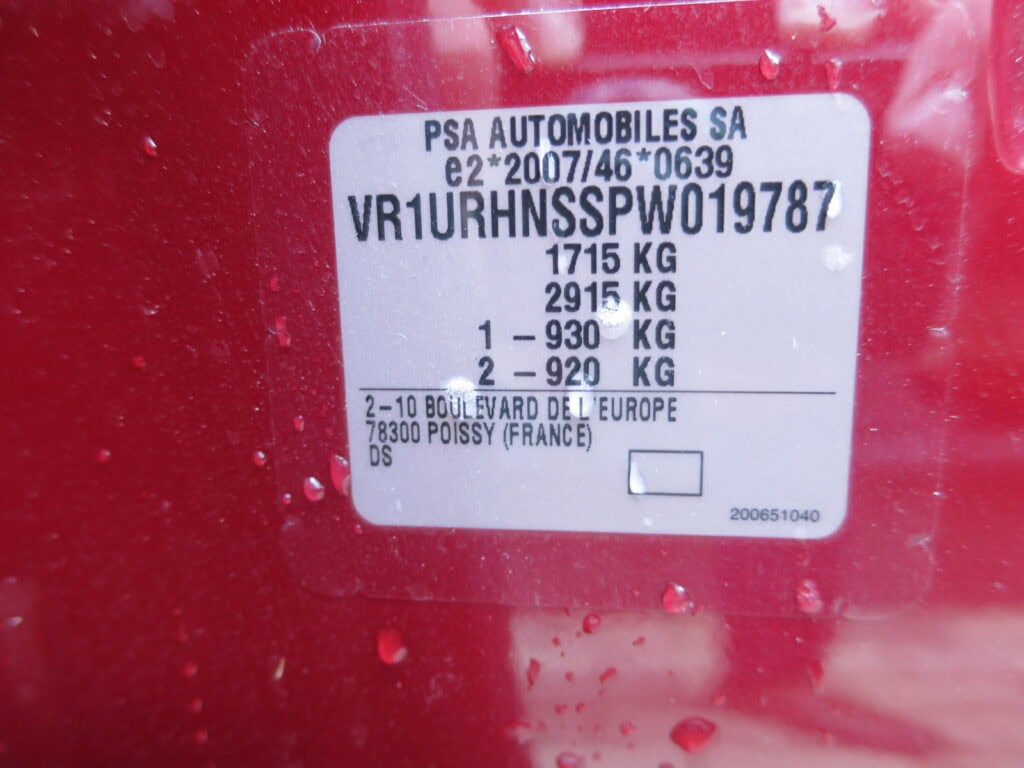 PSA AUTOMOBILES SA
e2*2007/46*0639
VR1URHNSSPW019787
1715 KG
2915 KG
1 – 930 KG
2 – 920 KG
2–10 BOULEVARD DE L'EUROPE
78300 POISSY (FRANCE)
DS
200651040